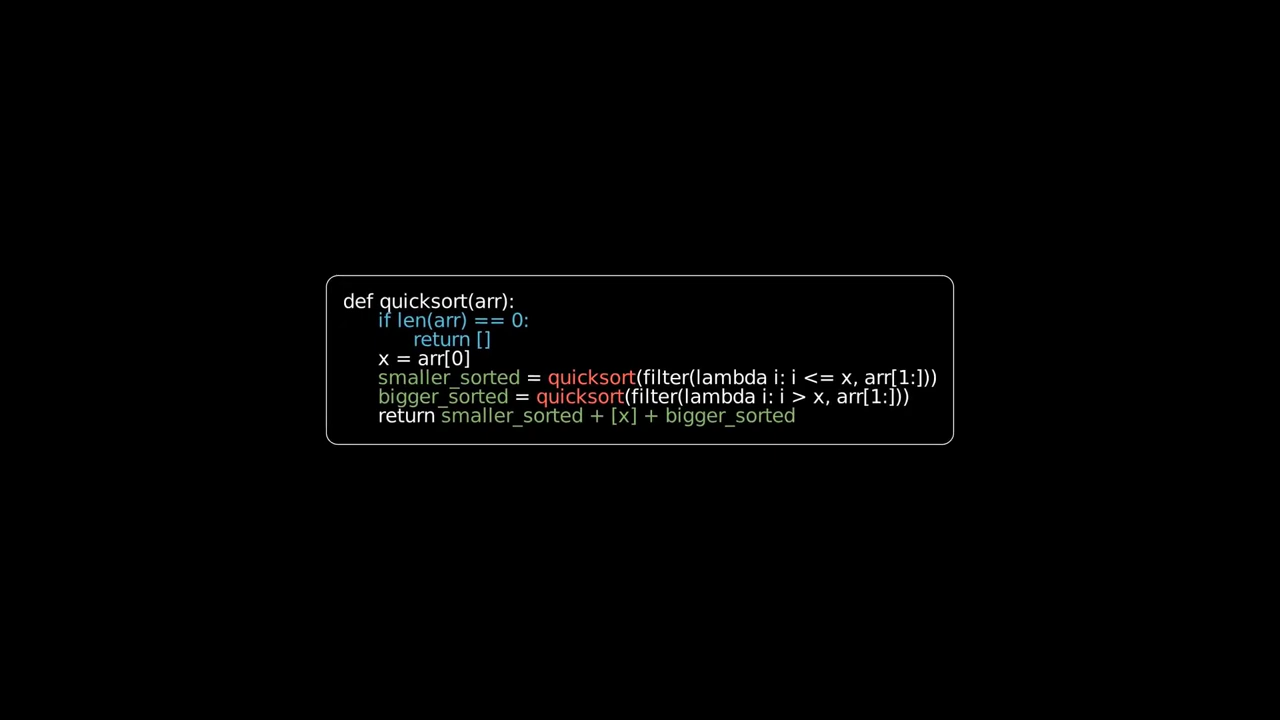 def quicksort(arr):
if len(arr) == 0:
return []
x = arr[0]
smaller_sorted = quicksort(filter(lambda i: i <= x, arr[1:]))
bigger_sorted = quicksort(filter(lambda i: i > x, arr[1:]))
return smaller_sorted + [x] + bigger_sorted